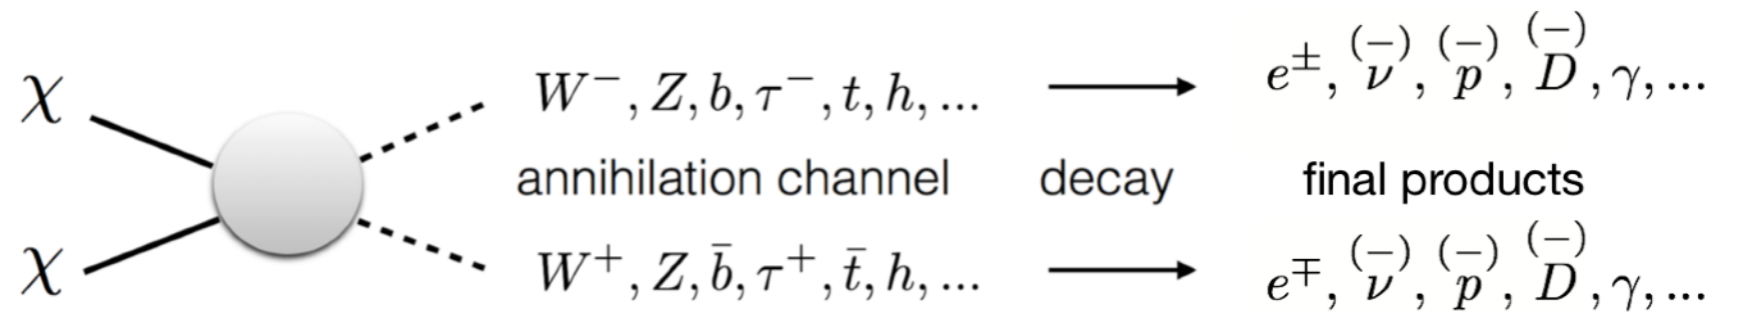 χ W⁻, Z, b, τ⁻, t, h, ... e^±, ν^(−), p^(−), D^(−), γ, ...
annihilation channel decay final products
χ W⁺, Z, b̄, τ⁺, t̄, h, ... e^∓, ν^(−), p^(−), D^(−), γ, ...